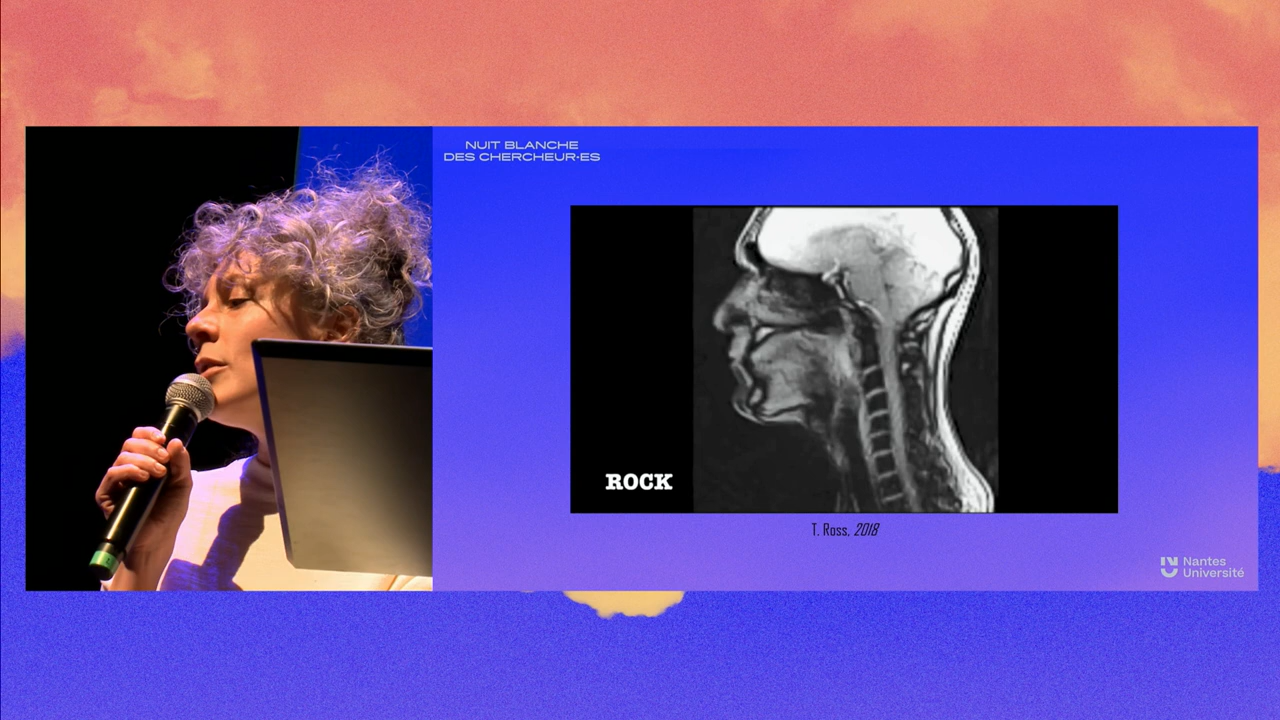 NUIT BLANCHE
DES CHERCHEUR·ES
ROCK
T. Ross, 2018
Nantes
Université